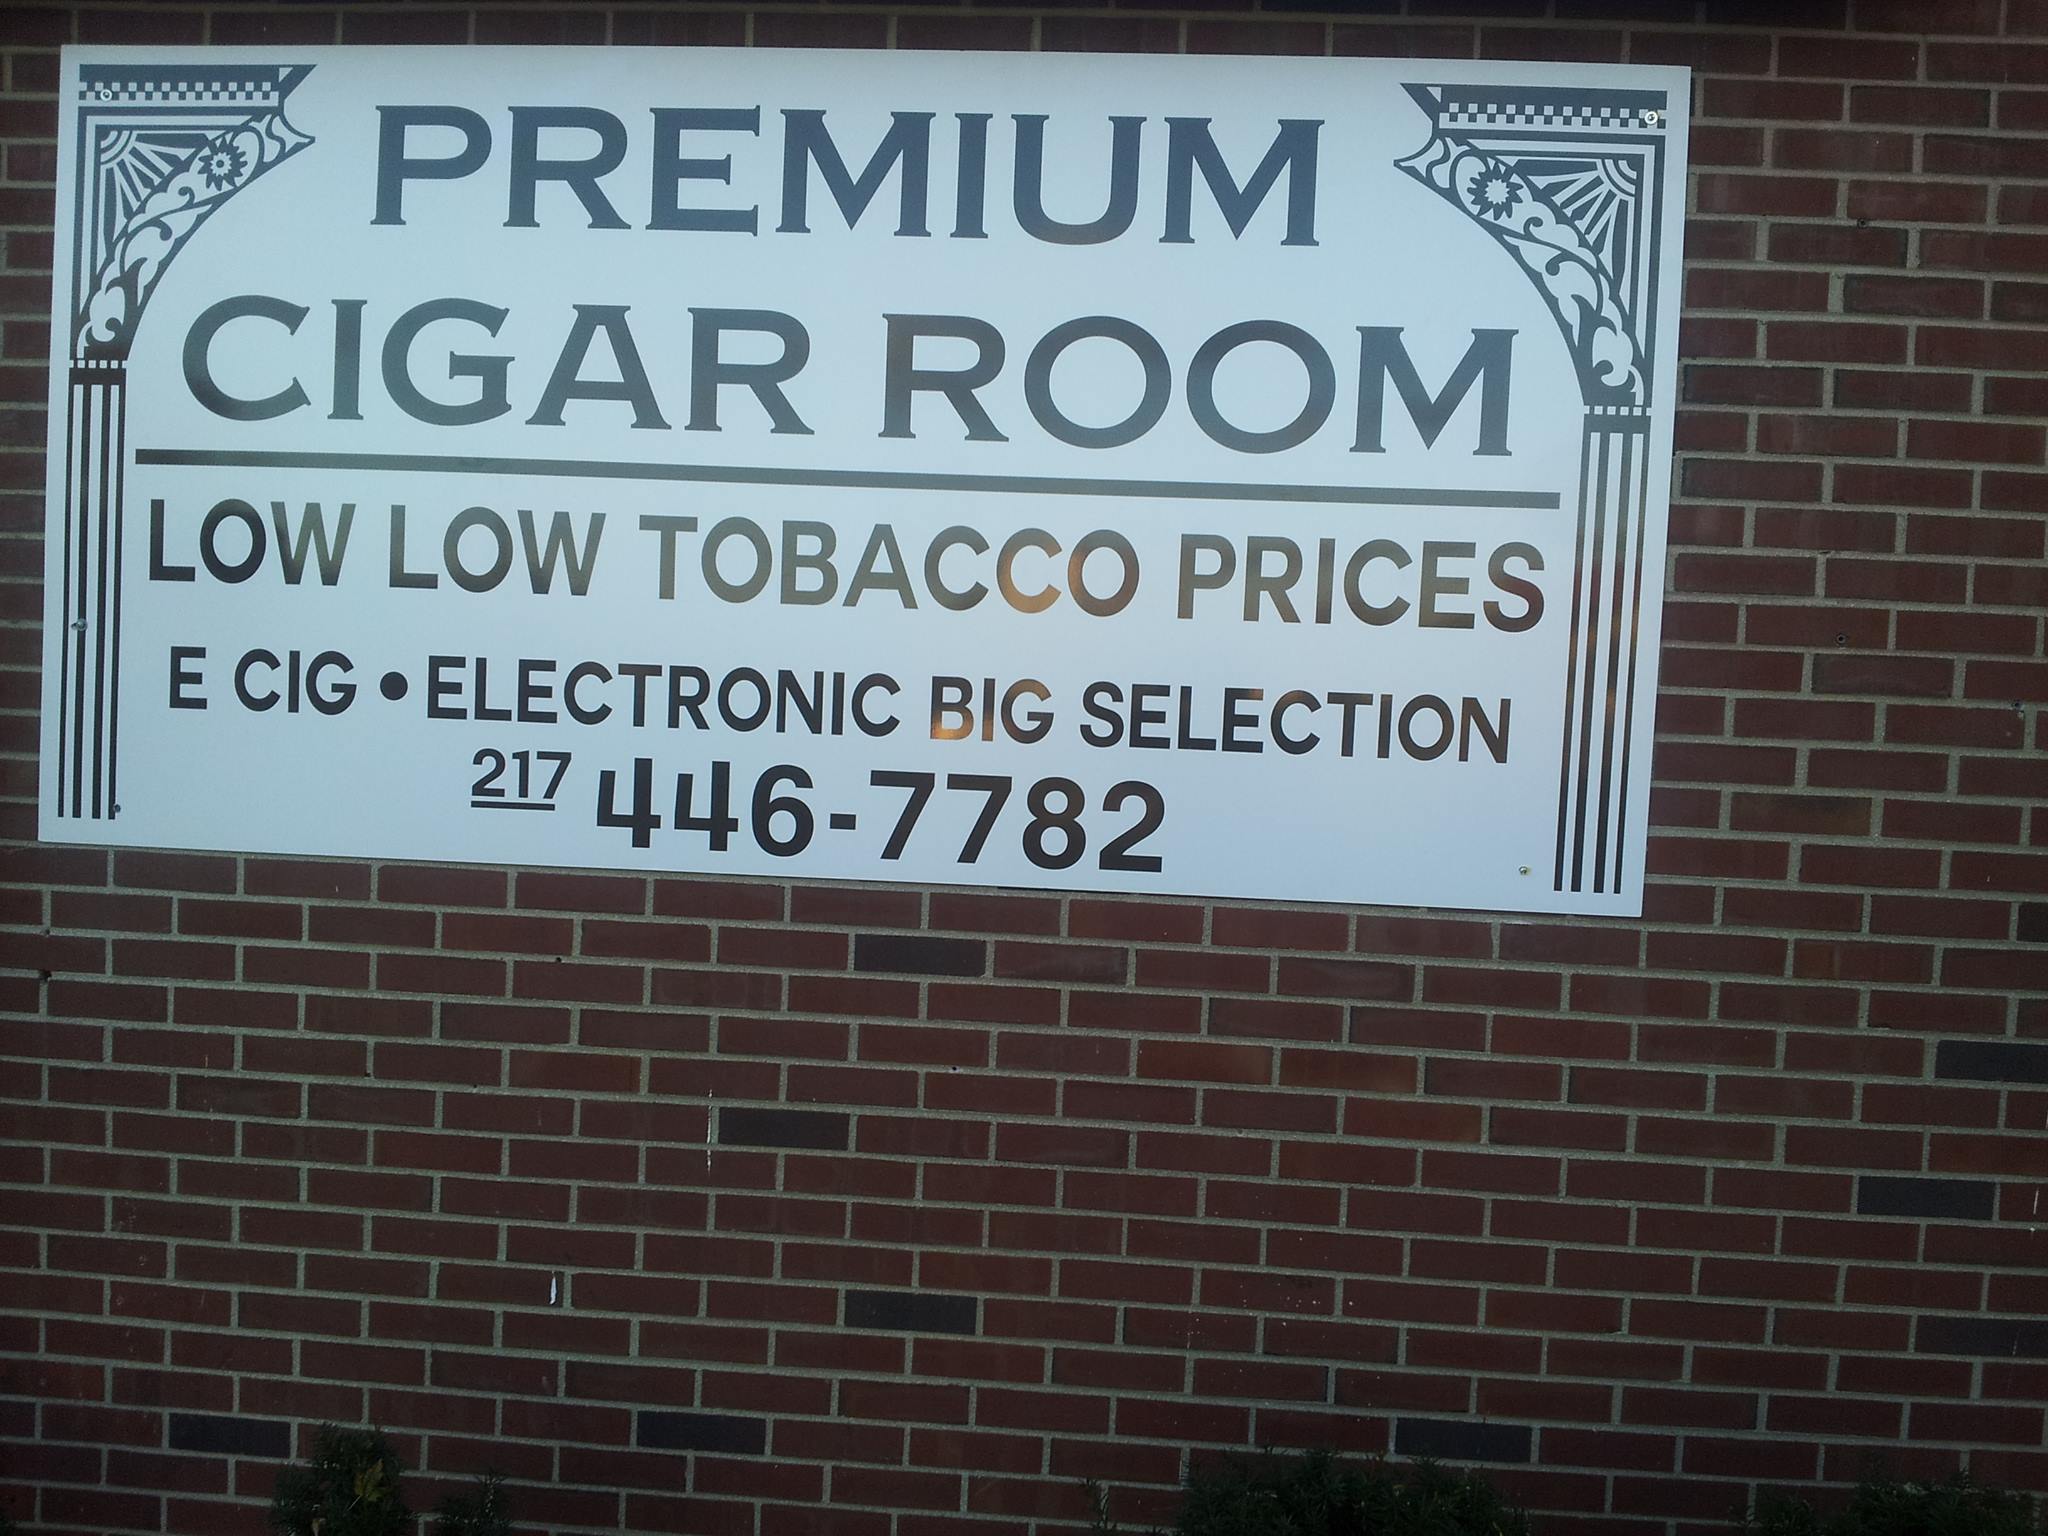 PREMIUM
CIGAR ROOM
LOW LOW TOBACCO PRICES
E CIG • ELECTRONIC BIG SELECTION
217 446-7782